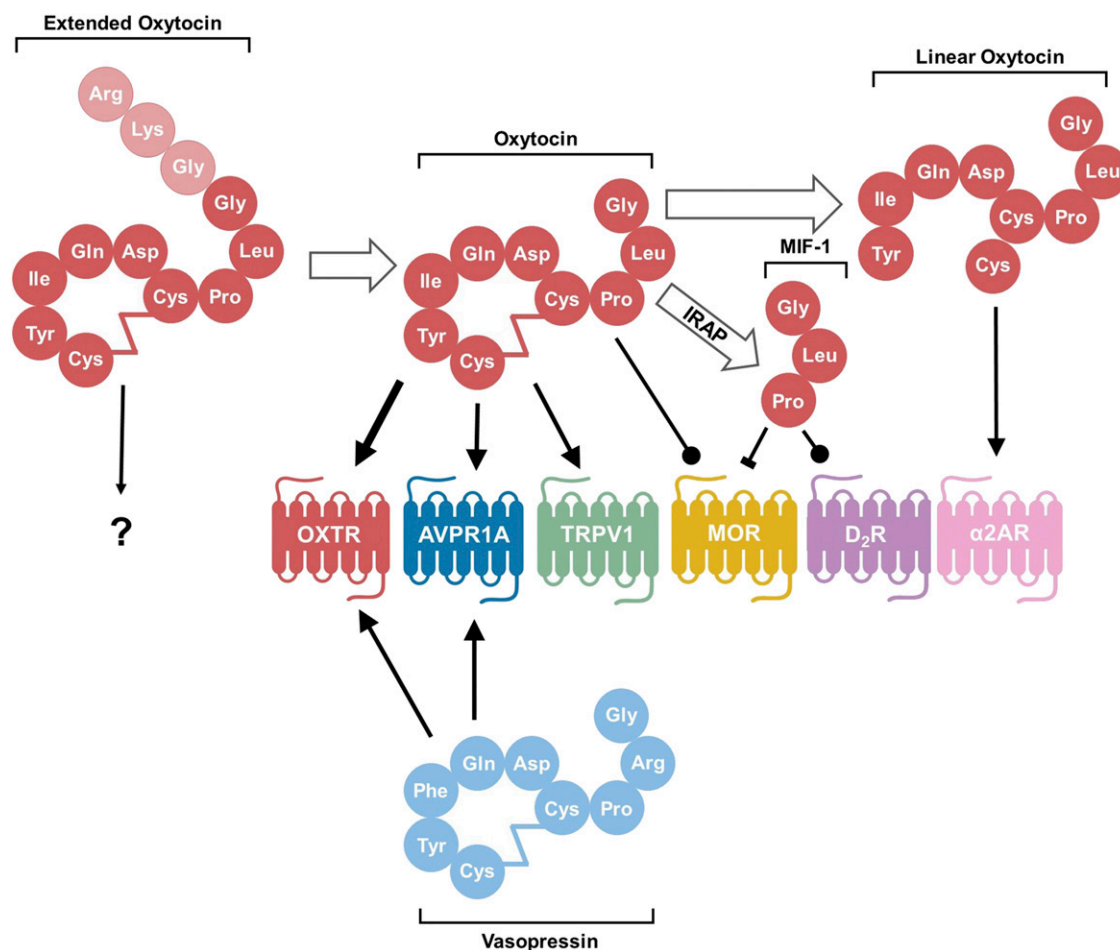 Extended Oxytocin
Arg
Lys
Gly
Gly
Leu
Pro
Cys
Asp
Gln
Ile
Tyr
Cys
Oxytocin
Gly
Leu
Pro
Cys
Asp
Gln
Ile
Tyr
Cys
IRAP
MIF-1
Gly
Leu
Pro
Linear Oxytocin
Gly
Leu
Pro
Cys
Cys
Asp
Gln
Ile
Tyr
?
OXTR
AVPR1A
TRPV1
MOR
D₂R
α2AR
Gly
Arg
Pro
Cys
Asp
Gln
Phe
Tyr
Cys
Vasopressin